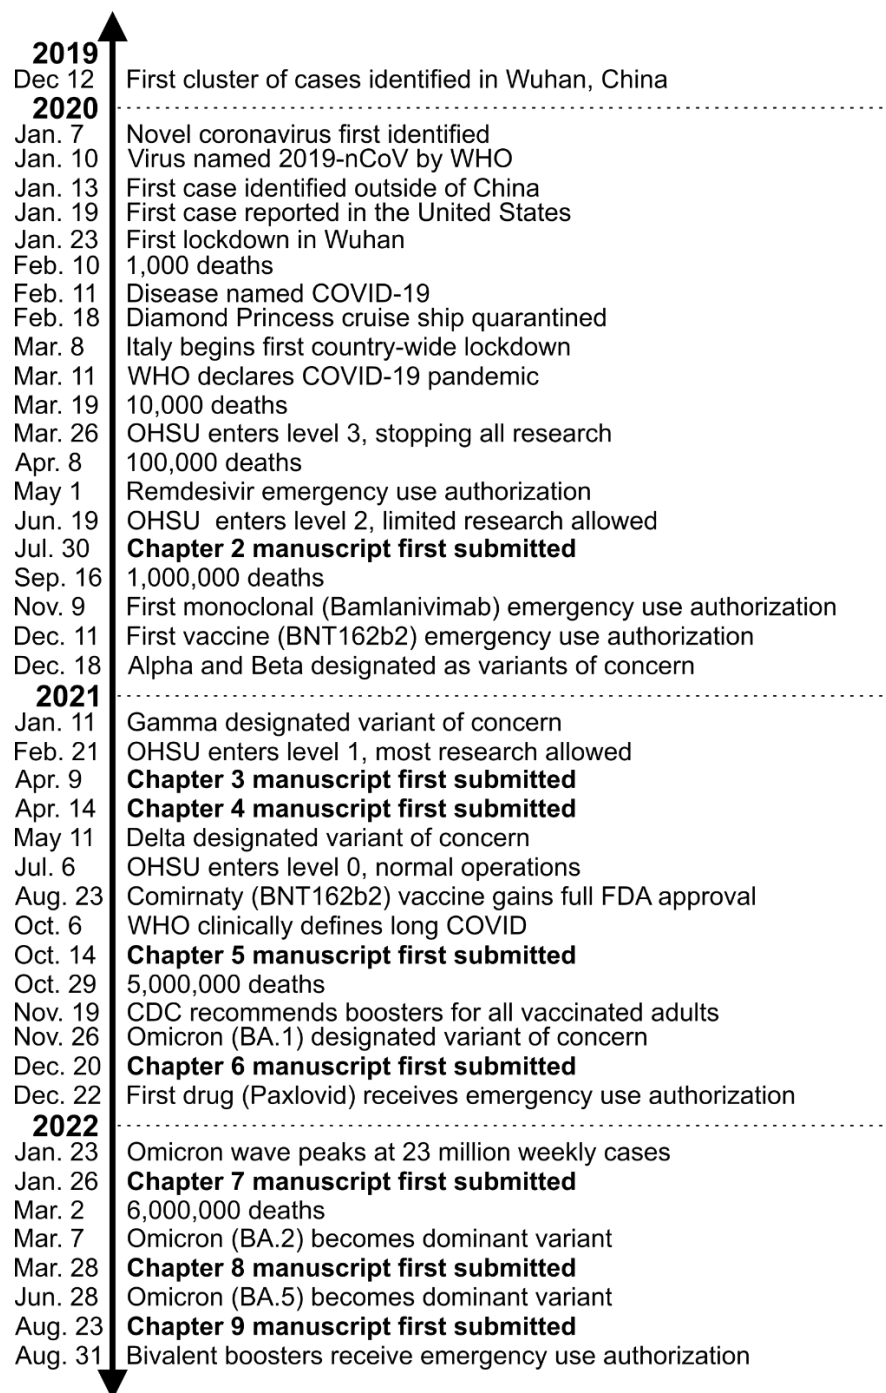 2019
Dec 12 First cluster of cases identified in Wuhan, China
2020
Jan. 7 Novel coronavirus first identified
Jan. 10 Virus named 2019-nCoV by WHO
Jan. 13 First case identified outside of China
Jan. 19 First case reported in the United States
Jan. 23 First lockdown in Wuhan
Feb. 10 1,000 deaths
Feb. 11 Disease named COVID-19
Feb. 18 Diamond Princess cruise ship quarantined
Mar. 8 Italy begins first country-wide lockdown
Mar. 11 WHO declares COVID-19 pandemic
Mar. 19 10,000 deaths
Mar. 26 OHSU enters level 3, stopping all research
Apr. 8 100,000 deaths
May 1 Remdesivir emergency use authorization
Jun. 19 OHSU enters level 2, limited research allowed
Jul. 30 Chapter 2 manuscript first submitted
Sep. 16 1,000,000 deaths
Nov. 9 First monoclonal (Bamlanivimab) emergency use authorization
Dec. 11 First vaccine (BNT162b2) emergency use authorization
Dec. 18 Alpha and Beta designated as variants of concern
2021
Jan. 11 Gamma designated variant of concern
Feb. 21 OHSU enters level 1, most research allowed
Apr. 9 Chapter 3 manuscript first submitted
Apr. 14 Chapter 4 manuscript first submitted
May 11 Delta designated variant of concern
Jul. 6 OHSU enters level 0, normal operations
Aug. 23 Comirnaty (BNT162b2) vaccine gains full FDA approval
Oct. 6 WHO clinically defines long COVID
Oct. 14 Chapter 5 manuscript first submitted
Oct. 29 5,000,000 deaths
Nov. 19 CDC recommends boosters for all vaccinated adults
Nov. 26 Omicron (BA.1) designated variant of concern
Dec. 20 Chapter 6 manuscript first submitted
Dec. 22 First drug (Paxlovid) receives emergency use authorization
2022
Jan. 23 Omicron wave peaks at 23 million weekly cases
Jan. 26 Chapter 7 manuscript first submitted
Mar. 2 6,000,000 deaths
Mar. 7 Omicron (BA.2) becomes dominant variant
Mar. 28 Chapter 8 manuscript first submitted
Jun. 28 Omicron (BA.5) becomes dominant variant
Aug. 23 Chapter 9 manuscript first submitted
Aug. 31 Bivalent boosters receive emergency use authorization